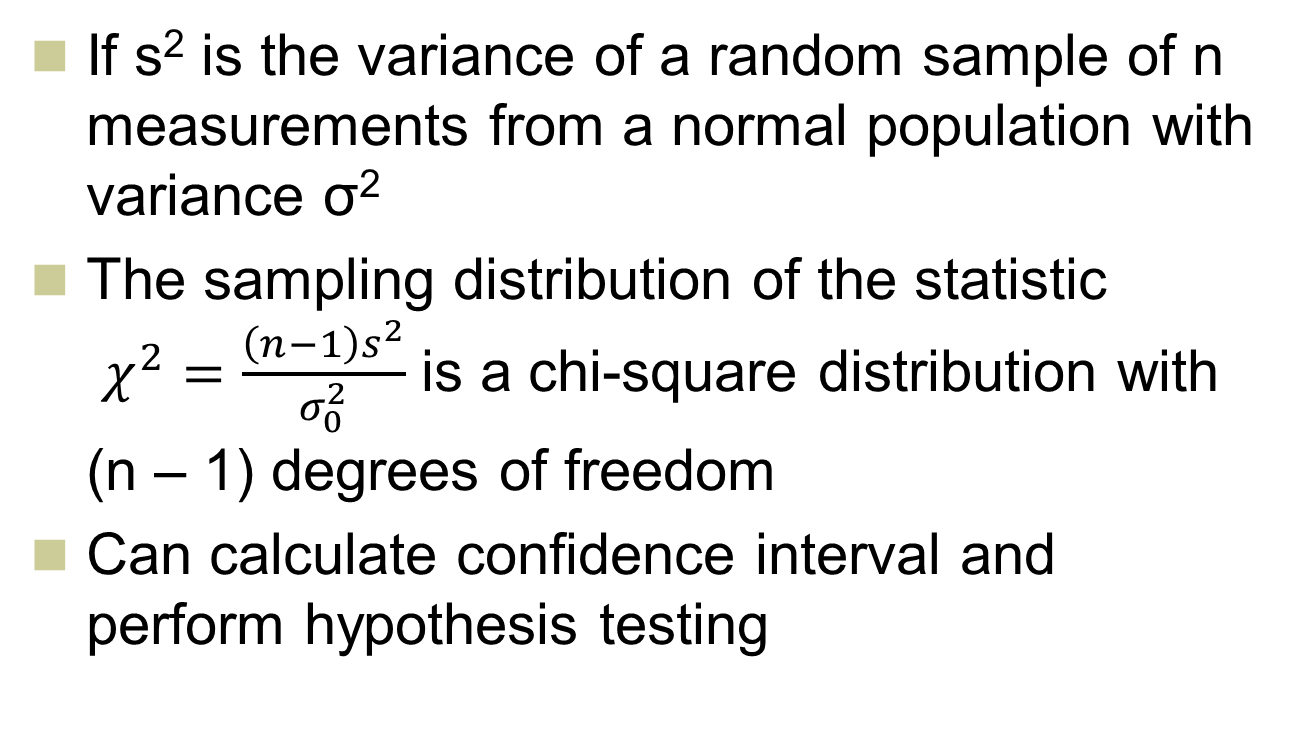 If s² is the variance of a random sample of n
measurements from a normal population with
variance σ²
The sampling distribution of the statistic
χ² = (n−1)s² / σ₀² is a chi-square distribution with
(n – 1) degrees of freedom
Can calculate confidence interval and
perform hypothesis testing